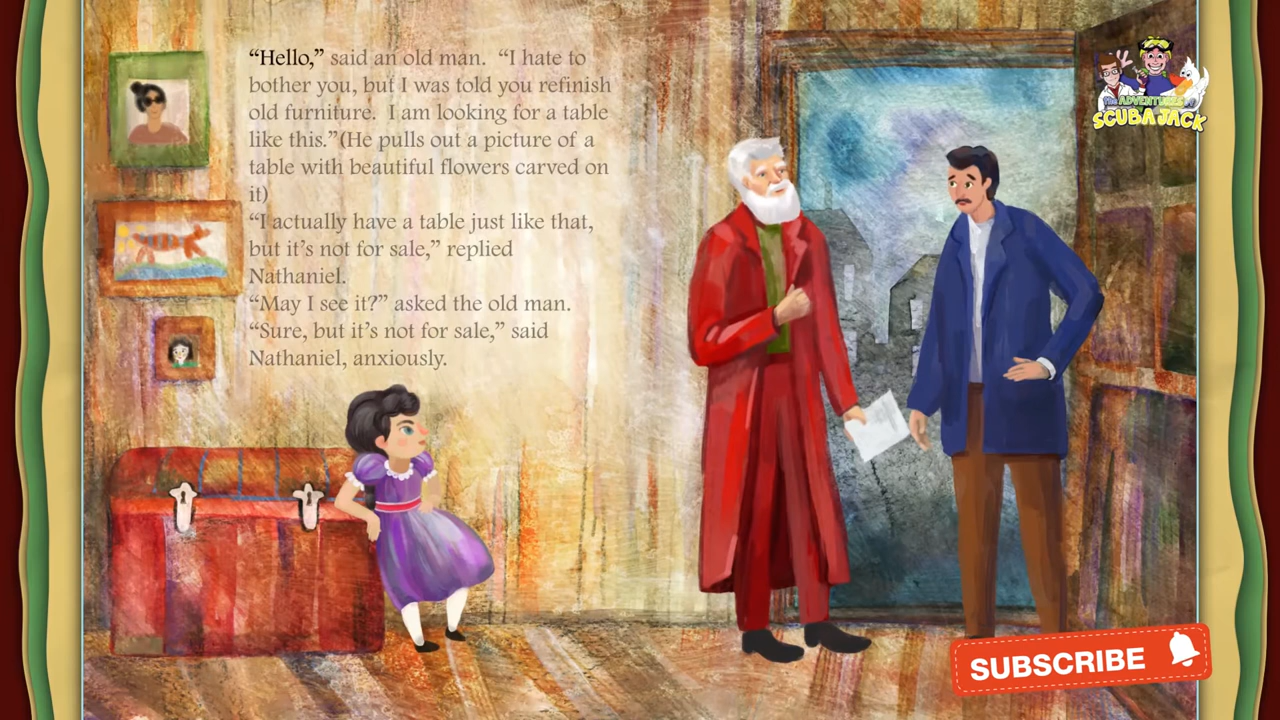 “Hello,” said an old man.  “I hate to
bother you, but I was told you refinish
old furniture.  I am looking for a table
like this.”(He pulls out a picture of a
table with beautiful flowers carved on
it)
“I actually have a table just like that,
but it’s not for sale,” replied
Nathaniel.
“May I see it?” asked the old man.
“Sure, but it’s not for sale,” said
Nathaniel, anxiously.
THE ADVENTURES OF
SCUBA JACK
SUBSCRIBE